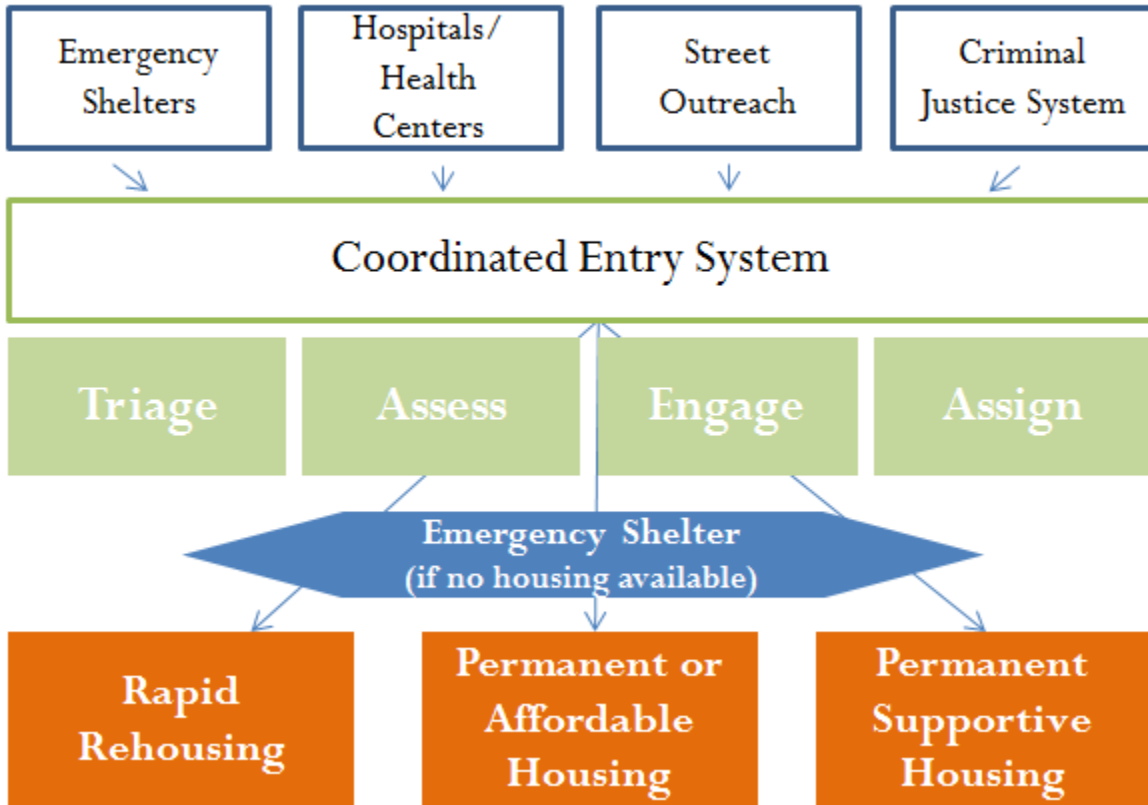 Emergency
Shelters
Hospitals/
Health
Centers
Street
Outreach
Criminal
Justice System
Coordinated Entry System
Triage
Assess
Engage
Assign
Emergency Shelter
(if no housing available)
Rapid
Rehousing
Permanent or
Affordable
Housing
Permanent
Supportive
Housing